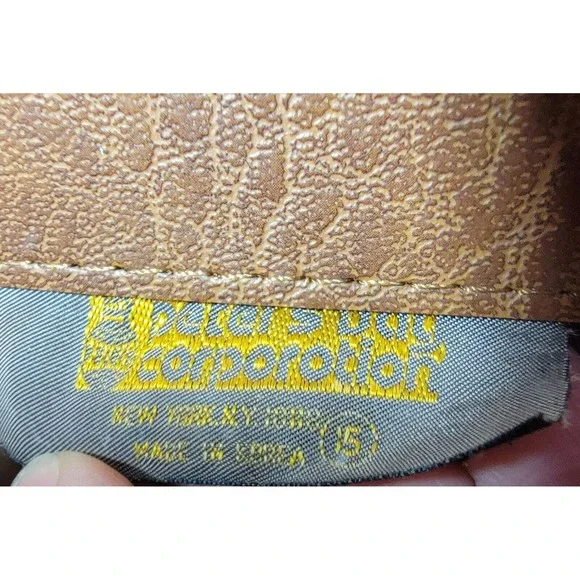 peter's bag
corporation
NEW YORK, N.Y.
MADE IN KOREA 15